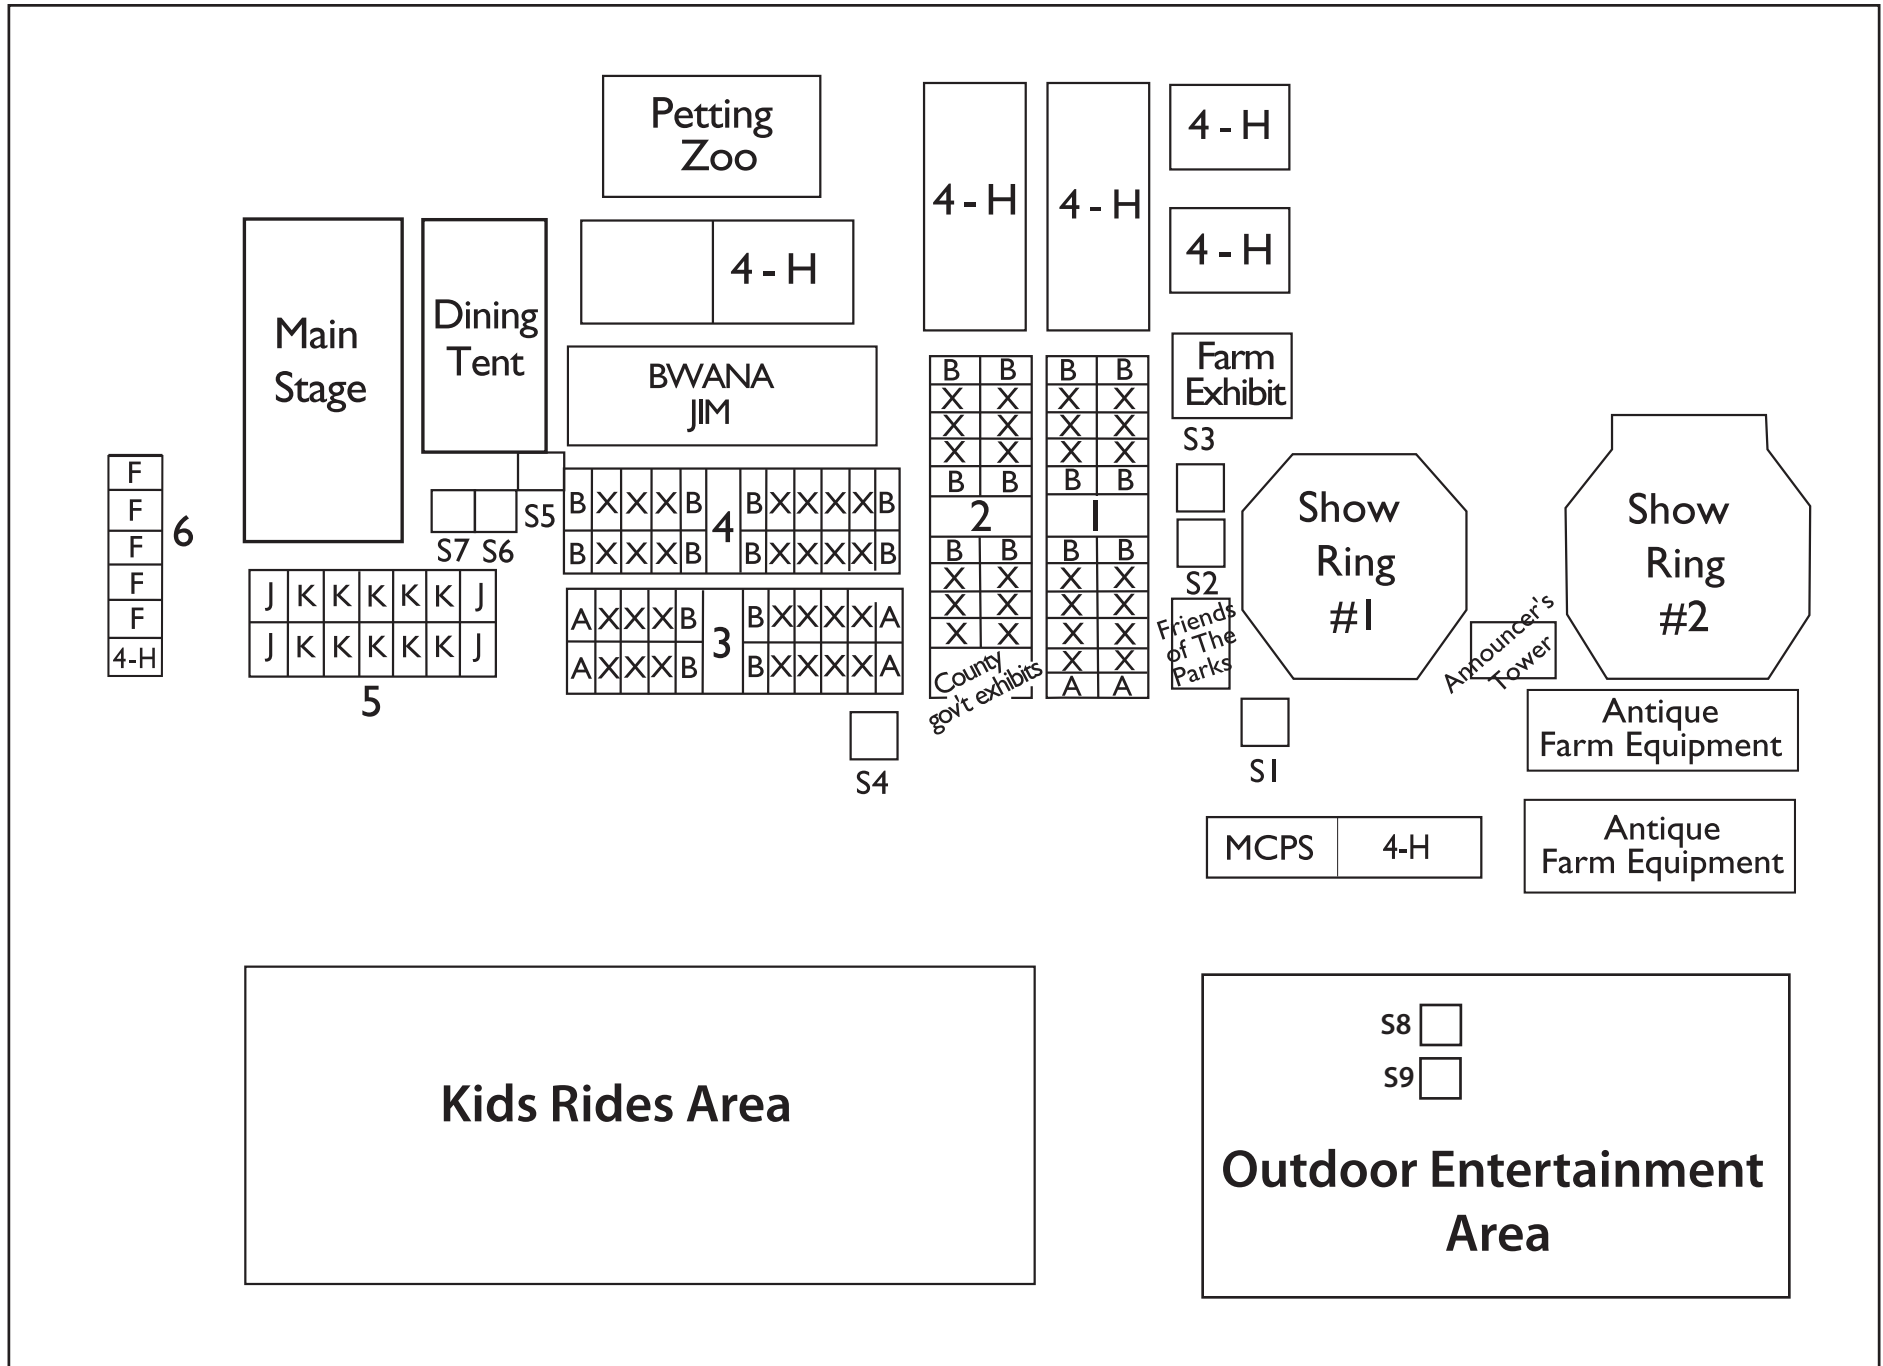 Petting
Zoo
4 - H
4 - H
4 - H
4 - H
4 - H
Main
Stage
Dining
Tent
BWANA
JIM
Farm
Exhibit
S3
S2
Show
Ring
#1
Show
Ring
#2
Announcer's
Tower
Friends
of The
Parks
S1
Antique
Farm Equipment
Antique
Farm Equipment
MCPS 4-H
F
F
F
F
F
4-H
6
S7 S6 S5
J K K K K J
J K K K K J
5
B X X X B 4 B X X X X B
B X X X B B X X X X B
A X X X B 3 B X X X X A
A X X X B B X X X X A
S4
B B
X X
X X
X X
B B
2
B B
X X
X X
X X
County
gov't exhibits
B B
X X
X X
X X
B B
1
B B
X X
X X
X X
X X
A A
Kids Rides Area
S8
S9
Outdoor Entertainment
Area